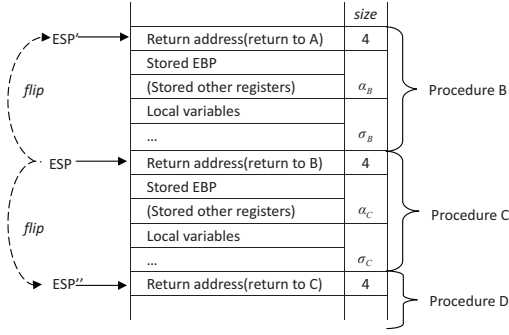 size
ESP' Return address(return to A) 4
Stored EBP
flip (Stored other registers) α_B Procedure B
Local variables
... σ_B
ESP Return address(return to B) 4
Stored EBP
(Stored other registers) α_C Procedure C
flip Local variables
... σ_C
ESP'' Return address(return to C) 4
Procedure D